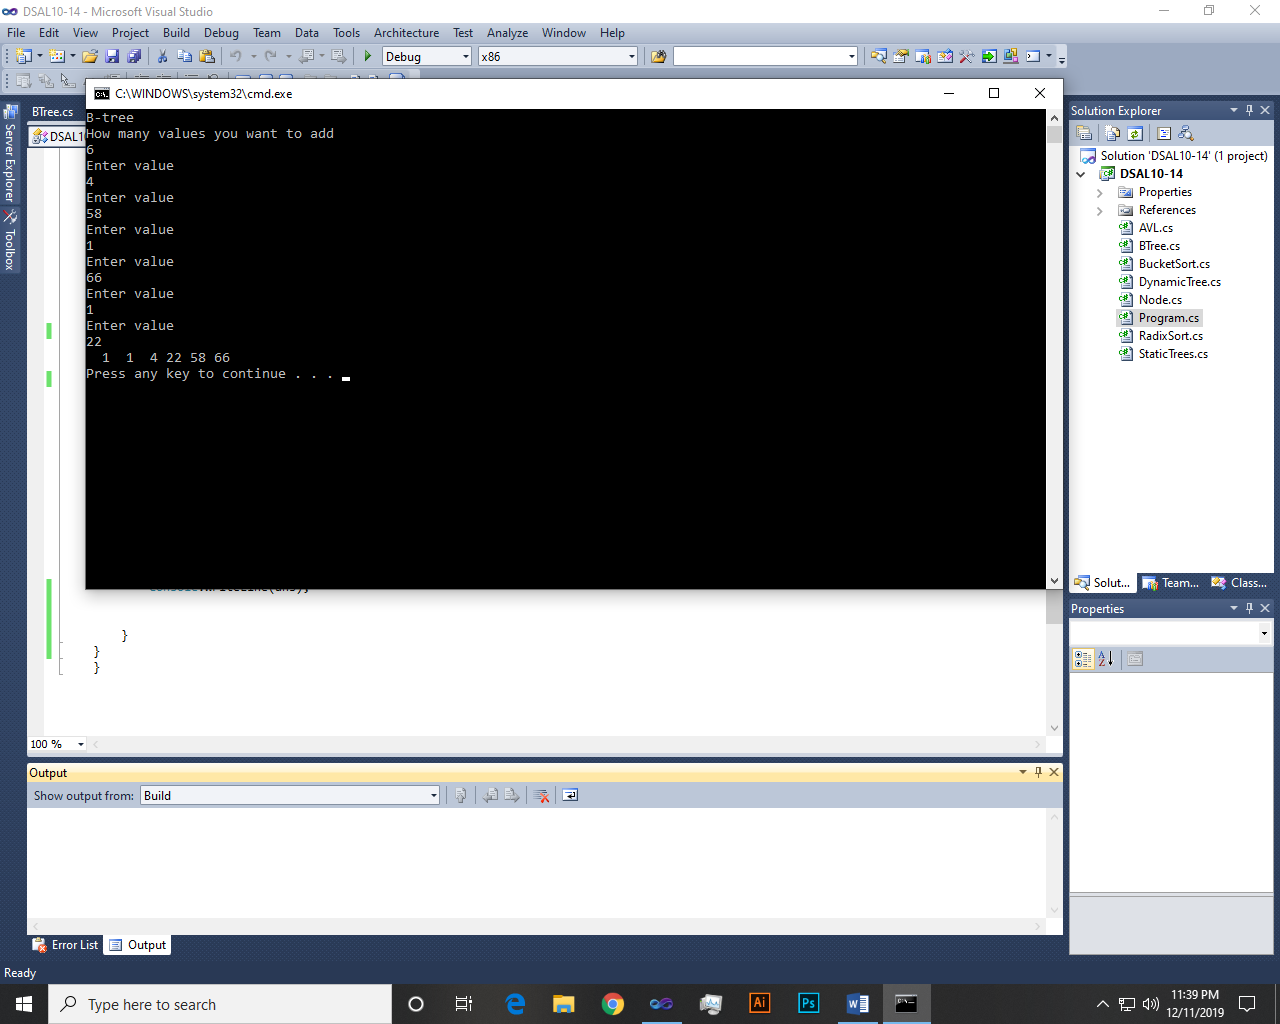 DSAL10-14 - Microsoft Visual Studio
File Edit View Project Build Debug Team Data Tools Architecture Test Analyze Window Help
Debug x86
BTree.cs
DSAL1
Server Explorer
Toolbox
C:\WINDOWS\system32\cmd.exe
B-tree
How many values you want to add
6
Enter value
4
Enter value
58
Enter value
1
Enter value
66
Enter value
1
Enter value
22
1 1 4 22 58 66
Press any key to continue . . .
}
}
}
100 %
Solution Explorer
Solution 'DSAL10-14' (1 project)
DSAL10-14
Properties
References
AVL.cs
BTree.cs
BucketSort.cs
DynamicTree.cs
Node.cs
Program.cs
RadixSort.cs
StaticTrees.cs
Solut... Team... Class...
Properties
Output
Show output from: Build
Error List Output
Ready
Type here to search
Ai Ps
11:39 PM
12/11/2019